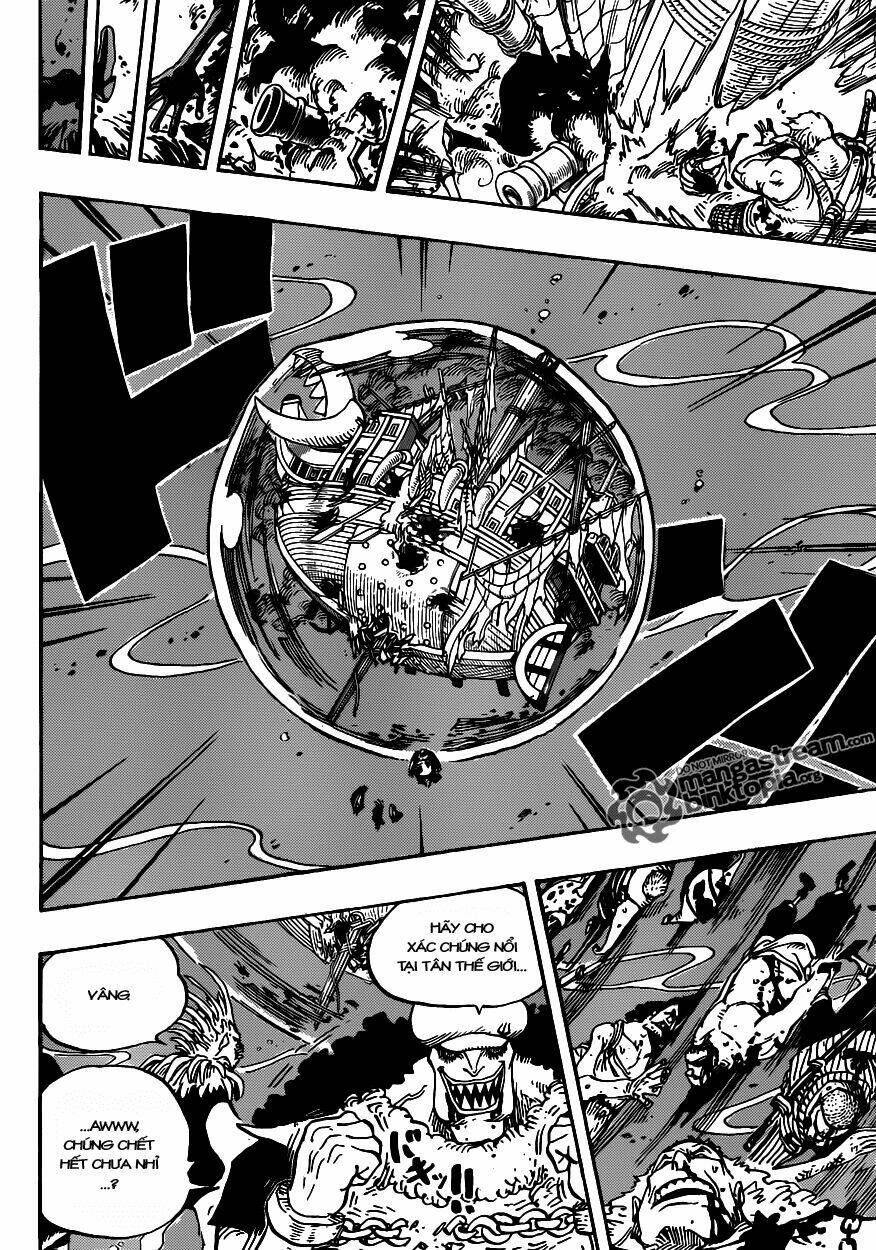 DO NOT MIRROR
mangastream.com
binktopia.org
HÃY CHO
XÁC CHÚNG NỔI
TẠI TÂN THẾ GIỚI...
VÂNG.
...AWWW,
CHÚNG CHẾT
HẾT CHƯA NHỈ
...?